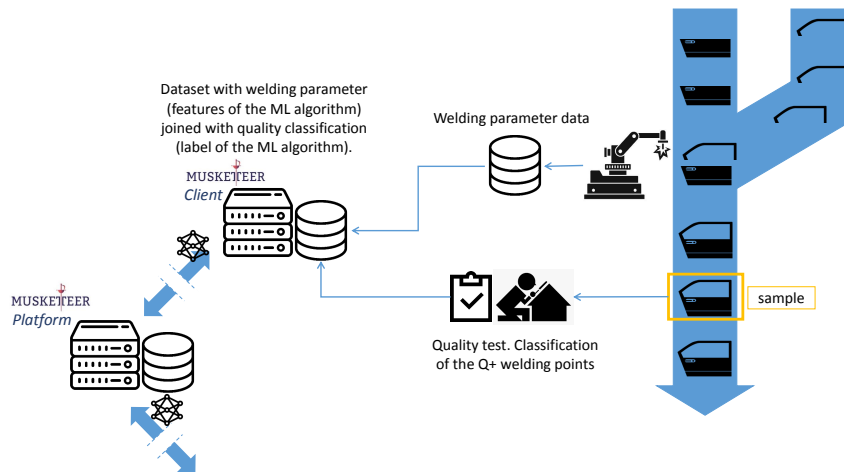 Dataset with welding parameter
(features of the ML algorithm)
joined with quality classification
(label of the ML algorithm).
Welding parameter data
MUSKETEER
Client
MUSKETEER
Platform
sample
Quality test. Classification
of the Q+ welding points